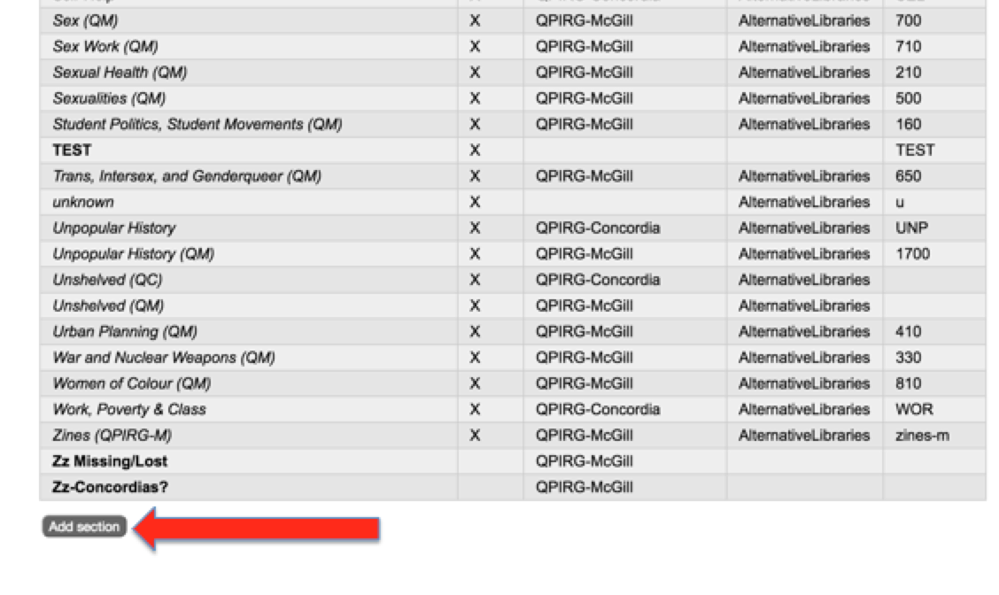 Sex (QM) X QPIRG-McGill AlternativeLibraries 700
Sex Work (QM) X QPIRG-McGill AlternativeLibraries 710
Sexual Health (QM) X QPIRG-McGill AlternativeLibraries 210
Sexualities (QM) X QPIRG-McGill AlternativeLibraries 500
Student Politics, Student Movements (QM) X QPIRG-McGill AlternativeLibraries 160
TEST X TEST
Trans, Intersex, and Genderqueer (QM) X QPIRG-McGill AlternativeLibraries 650
unknown X AlternativeLibraries u
Unpopular History X QPIRG-Concordia AlternativeLibraries UNP
Unpopular History (QM) X QPIRG-McGill AlternativeLibraries 1700
Unshelved (QC) X QPIRG-Concordia AlternativeLibraries
Unshelved (QM) X QPIRG-McGill AlternativeLibraries
Urban Planning (QM) X QPIRG-McGill AlternativeLibraries 410
War and Nuclear Weapons (QM) X QPIRG-McGill AlternativeLibraries 330
Women of Colour (QM) X QPIRG-McGill AlternativeLibraries 810
Work, Poverty & Class X QPIRG-Concordia AlternativeLibraries WOR
Zines (QPIRG-M) X QPIRG-McGill AlternativeLibraries zines-m
Zz Missing/Lost QPIRG-McGill
Zz-Concordias? QPIRG-McGill
Add section